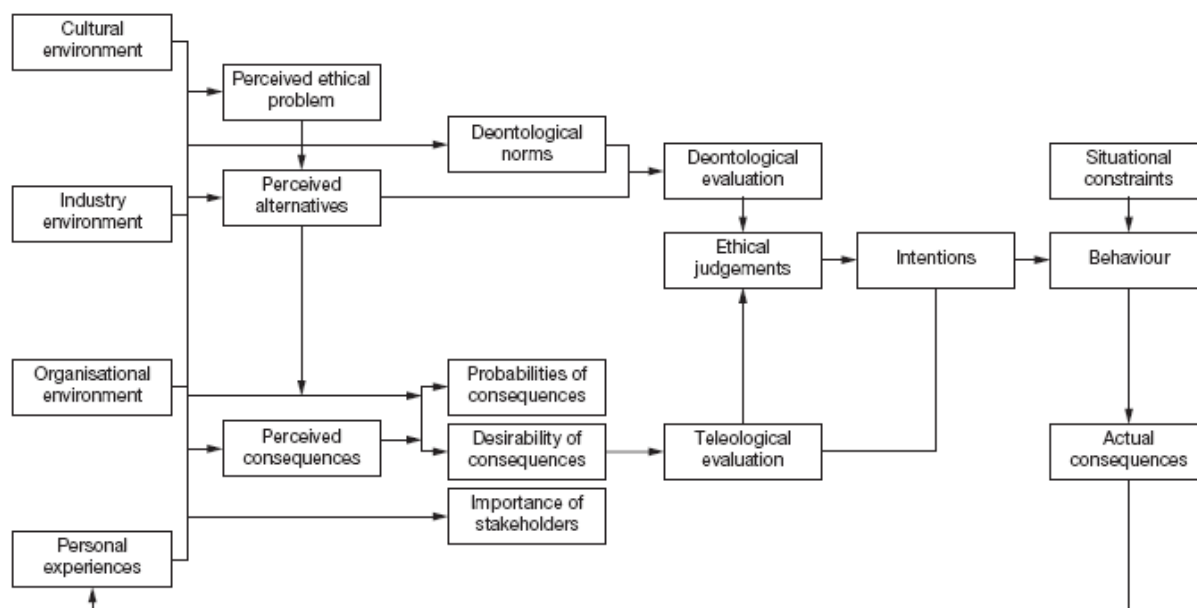 Cultural
environment
Perceived ethical
problem
Deontological
norms
Deontological
evaluation
Situational
constraints
Industry
environment
Perceived
alternatives
Ethical
judgements
Intentions
Behaviour
Organisational
environment
Probabilities of
consequences
Perceived
consequences
Desirability of
consequences
Teleological
evaluation
Actual
consequences
Importance of
stakeholders
Personal
experiences